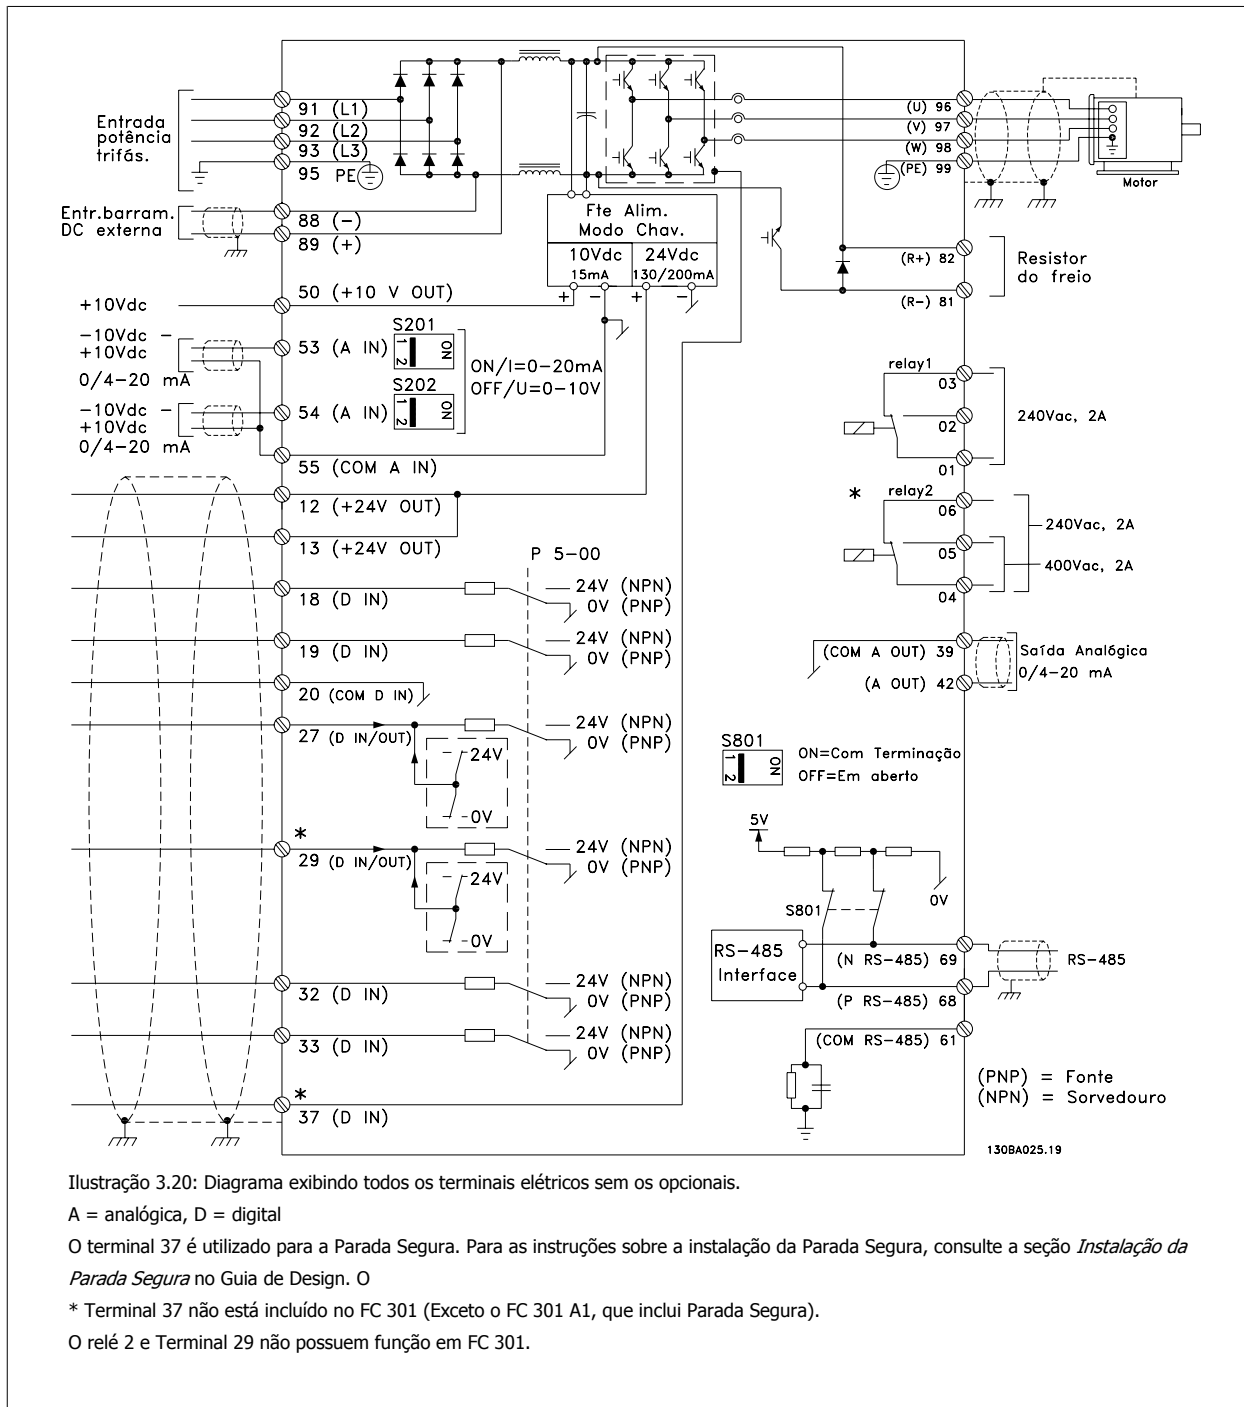 Entrada
potência
trifás.
91 (L1)
92 (L2)
93 (L3)
95 PE
Entr.barram.
DC externa
88 (-)
89 (+)
+10Vdc
50 (+10 V OUT)
-10Vdc -
+10Vdc
0/4-20 mA
53 (A IN)
S201
1 2 ON
ON/I=0-20mA
OFF/U=0-10V
-10Vdc -
+10Vdc
0/4-20 mA
54 (A IN)
S202
1 2 ON
55 (COM A IN)
12 (+24V OUT)
13 (+24V OUT)
P 5-00
18 (D IN)
24V (NPN)
0V (PNP)
19 (D IN)
24V (NPN)
0V (PNP)
20 (COM D IN)
27 (D IN/OUT)
24V (NPN)
0V (PNP)
24V
0V
*
29 (D IN/OUT)
24V (NPN)
0V (PNP)
24V
0V
32 (D IN)
24V (NPN)
0V (PNP)
33 (D IN)
24V (NPN)
0V (PNP)
*
37 (D IN)
Fte Alim.
Modo Chav.
10Vdc
15mA
24Vdc
130/200mA
+ - + -
(U) 96
(V) 97
(W) 98
(PE) 99
Motor
(R+) 82
(R-) 81
Resistor
do freio
relay1
03
02
01
240Vac, 2A
*
relay2
06
05
04
240Vac, 2A
400Vac, 2A
(COM A OUT) 39
(A OUT) 42
Saída Analógica
0/4-20 mA
S801
1 2 ON
ON=Com Terminação
OFF=Em aberto
5V
0V
S801
RS-485
Interface
(N RS-485) 69
(P RS-485) 68
RS-485
(COM RS-485) 61
(PNP) = Fonte
(NPN) = Sorvedouro
130BA025.19
Ilustração 3.20: Diagrama exibindo todos os terminais elétricos sem os opcionais.
A = analógica, D = digital
O terminal 37 é utilizado para a Parada Segura. Para as instruções sobre a instalação da Parada Segura, consulte a seção Instalação da
Parada Segura no Guia de Design. O
* Terminal 37 não está incluído no FC 301 (Exceto o FC 301 A1, que inclui Parada Segura).
O relé 2 e Terminal 29 não possuem função em FC 301.